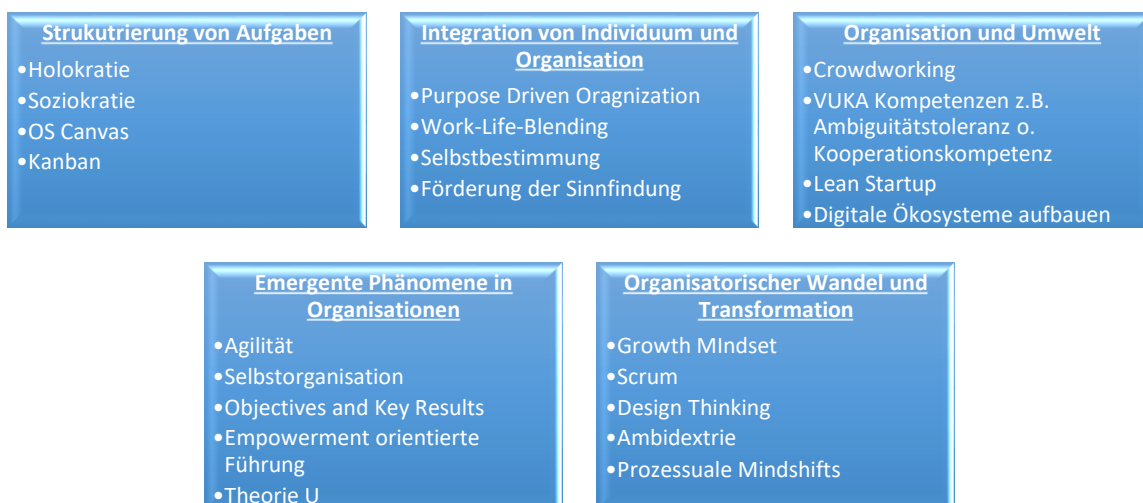 Strukutrierung von Aufgaben
•Holokratie
•Soziokratie
•OS Canvas
•Kanban
Integration von Individuum und
Organisation
•Purpose Driven Oragnization
•Work-Life-Blending
•Selbstbestimmung
•Förderung der Sinnfindung
Organisation und Umwelt
•Crowdworking
•VUKA Kompetenzen z.B.
Ambiguitätstoleranz o.
Kooperationskompetenz
•Lean Startup
•Digitale Ökosysteme aufbauen
Emergente Phänomene in
Organisationen
•Agilität
•Selbstorganisation
•Objectives and Key Results
•Empowerment orientierte
Führung
•Theorie U
Organisatorischer Wandel und
Transformation
•Growth MIndset
•Scrum
•Design Thinking
•Ambidextrie
•Prozessuale Mindshifts